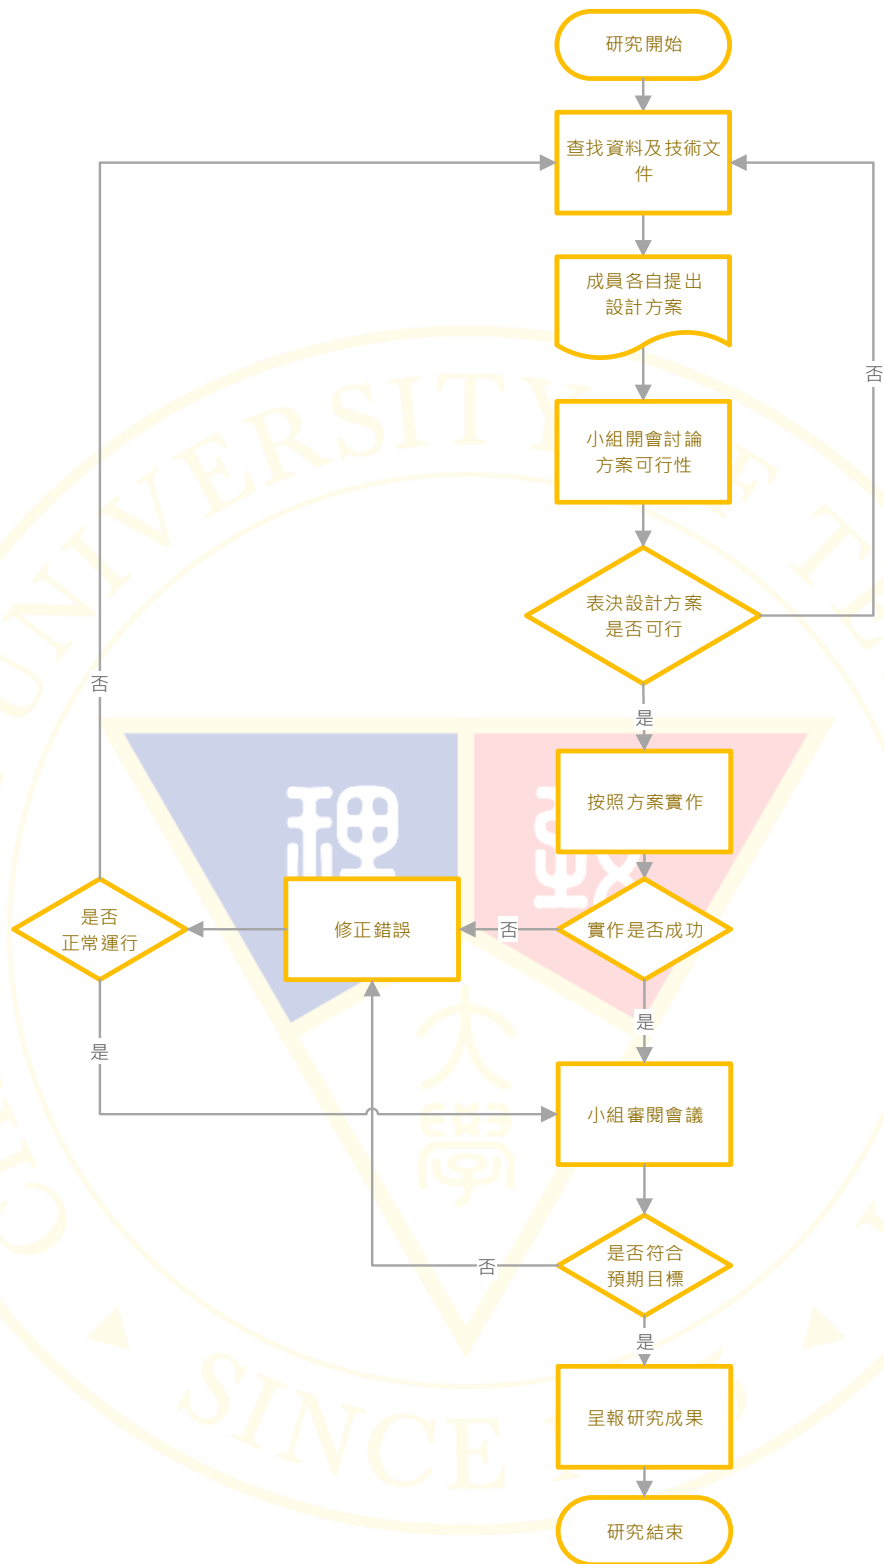 研究開始
查找資料及技術文
件
成員各自提出
設計方案
否
小組開會討論
方案可行性
表決設計方案
是否可行
否
是
按照方案實作
是否
正常運行
修正錯誤
否
實作是否成功
是
是
小組審閱會議
是否符合
預期目標
否
是
呈報研究成果
研究結束
UNIVERSITY OF
SINCE
大
學